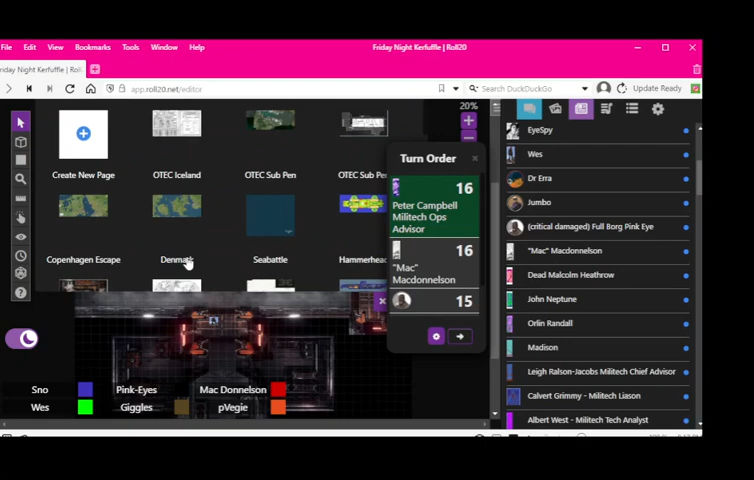 File Edit View Bookmarks Tools Window Help
Friday Night Kerfuffle | Roll20
riday Night Kerfuffle | Roll
app.roll20.net/editor
Search DuckDuckGo
Update Ready
20%
Create New Page
OTEC Iceland
OTEC Sub Pen
OTEC Sub Pen
Copenhagen Escape
Denmark
Seabattle
Hammerhead
Turn Order
16
Peter Campbell
Militech Ops
Advisor
16
"Mac"
Macdonnelson
15
Sno
Pink-Eyes
Mac Donnelson
Wes
Giggles
pVegie
EyeSpy
Wes
Dr Erra
Jumbo
(critical damaged) Full Borg Pink Eye
"Mac" Macdonnelson
Dead Malcolm Heathrow
John Neptune
Orlin Randall
Madison
Leigh Ralson-Jacobs Militech Chief Advisor
Calvert Grimmy - Militech Liason
Albert West - Militech Tech Analyst